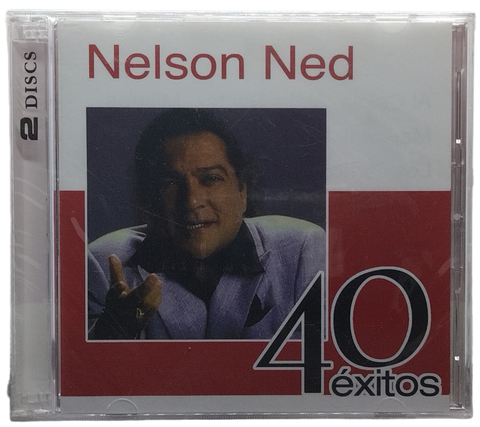 Nelson Ned
2 DISCS
40
éxitos